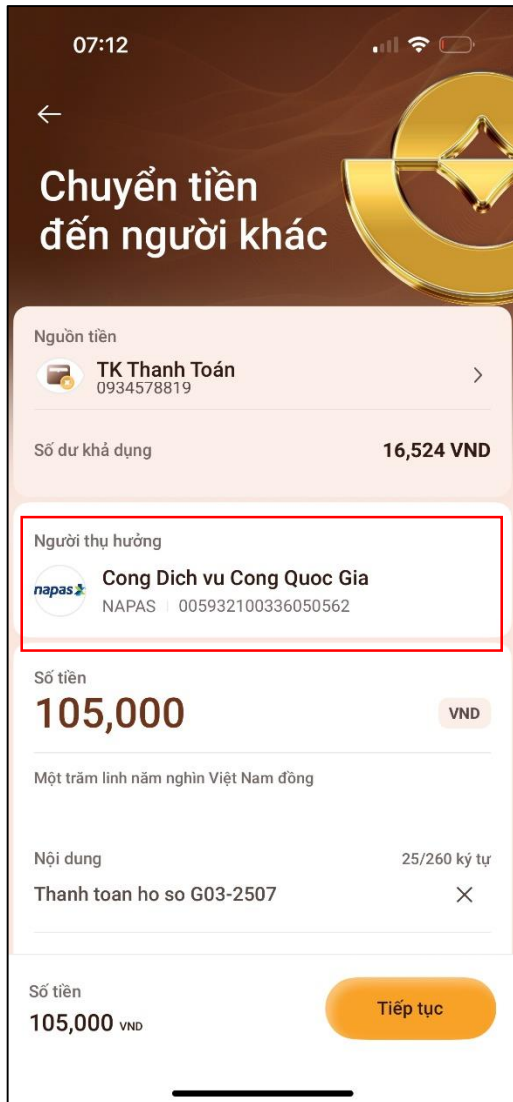 07:12
Chuyển tiền
đến người khác
Nguồn tiền
TK Thanh Toán
0934578819
Số dư khả dụng 16,524 VND
Người thụ hưởng
napas
Cong Dich vu Cong Quoc Gia
NAPAS | 005932100336050562
Số tiền
105,000 VND
Một trăm linh năm nghìn Việt Nam đồng
Nội dung 25/260 ký tự
Thanh toan ho so G03-2507
Số tiền
105,000 VND
Tiếp tục